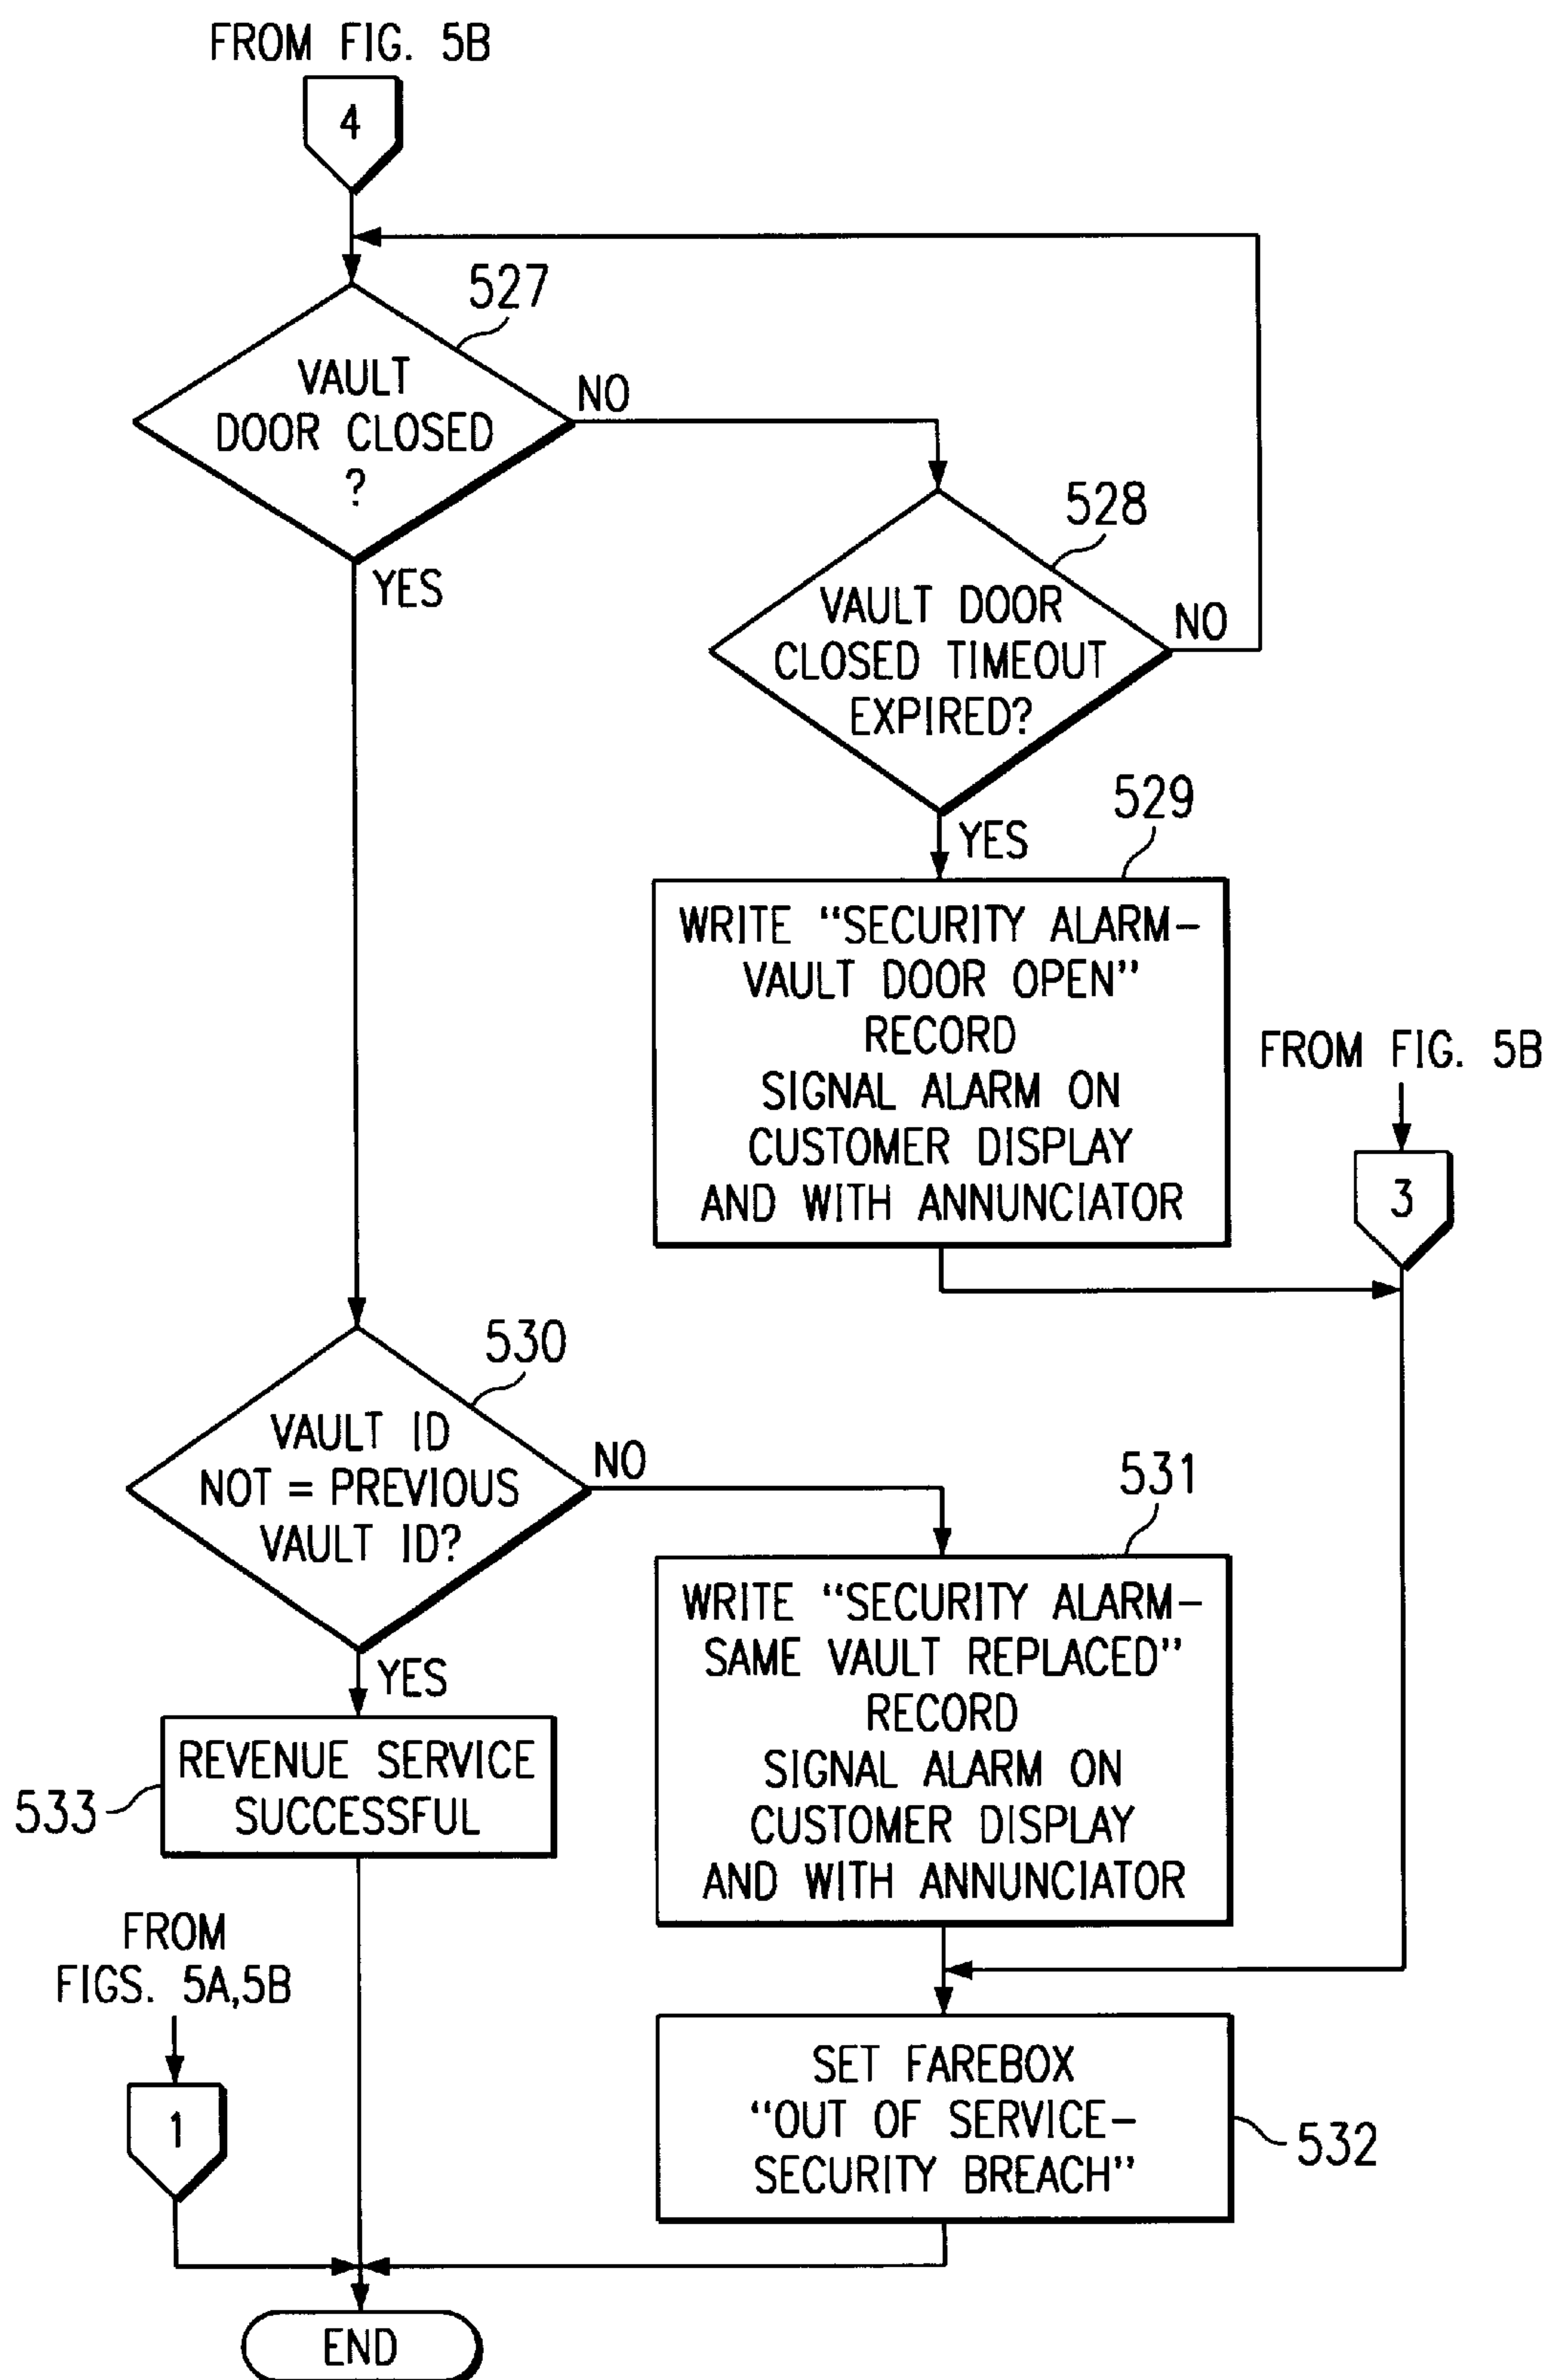 FROM FIG. 5B
4
527
VAULT
DOOR CLOSED
?
NO
YES
528
VAULT DOOR
CLOSED TIMEOUT
EXPIRED?
NO
YES
529
WRITE “SECURITY ALARM–
VAULT DOOR OPEN”
RECORD
SIGNAL ALARM ON
CUSTOMER DISPLAY
AND WITH ANNUNCIATOR
FROM FIG. 5B
3
530
VAULT ID
NOT = PREVIOUS
VAULT ID?
NO
YES
531
WRITE “SECURITY ALARM–
SAME VAULT REPLACED”
RECORD
SIGNAL ALARM ON
CUSTOMER DISPLAY
AND WITH ANNUNCIATOR
REVENUE SERVICE
SUCCESSFUL
533
FROM
FIGS. 5A,5B
1
SET FAREBOX
“OUT OF SERVICE–
SECURITY BREACH”
532
END